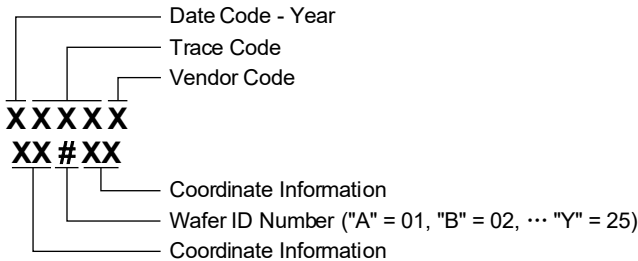 Date Code - Year
Trace Code
Vendor Code
XXXXX
XX # XX
Coordinate Information
Wafer ID Number ("A" = 01, "B" = 02, ⋯ "Y" = 25)
Coordinate Information